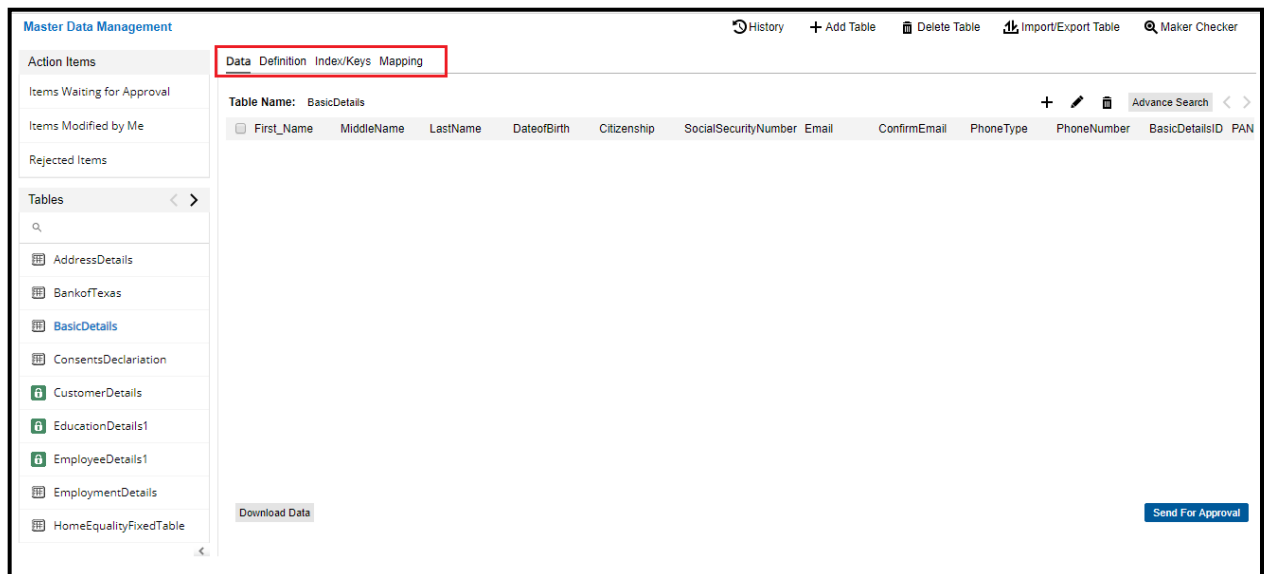 Master Data Management
History + Add Table Delete Table Import/Export Table Maker Checker
Action Items
Items Waiting for Approval
Items Modified by Me
Rejected Items
Tables < >
AddressDetails
BankofTexas
BasicDetails
ConsentsDeclariation
CustomerDetails
EducationDetails1
EmployeeDetails1
EmploymentDetails
HomeEqualityFixedTable
<
Data Definition Index/Keys Mapping
Table Name: BasicDetails + Advance Search < >
First_Name MiddleName LastName DateofBirth Citizenship SocialSecurityNumber Email ConfirmEmail PhoneType PhoneNumber BasicDetailsID PAN
Download Data Send For Approval